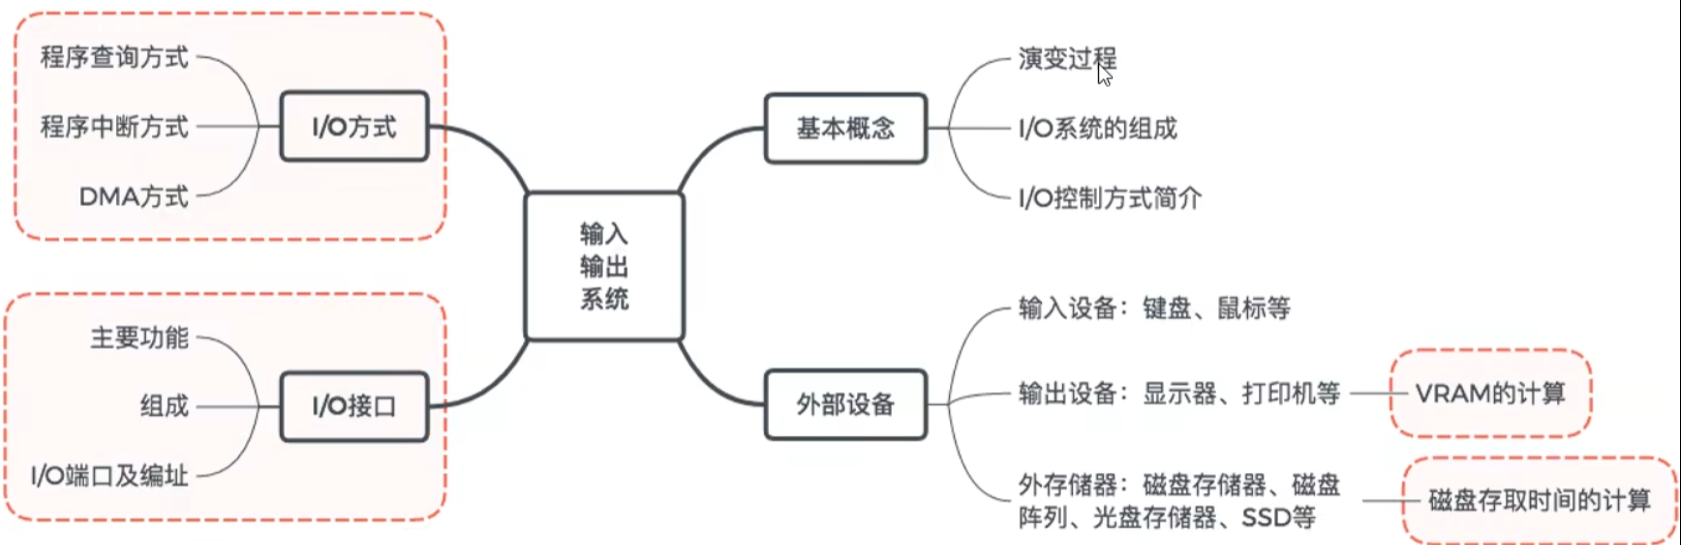 程序查询方式
程序中断方式
DMA方式
I/O方式
主要功能
组成
I/O端口及编址
I/O接口
输入
输出
系统
基本概念
演变过程
I/O系统的组成
I/O控制方式简介
外部设备
输入设备：键盘、鼠标等
输出设备：显示器、打印机等
VRAM的计算
外存储器：磁盘存储器、磁盘
阵列、光盘存储器、SSD等
磁盘存取时间的计算